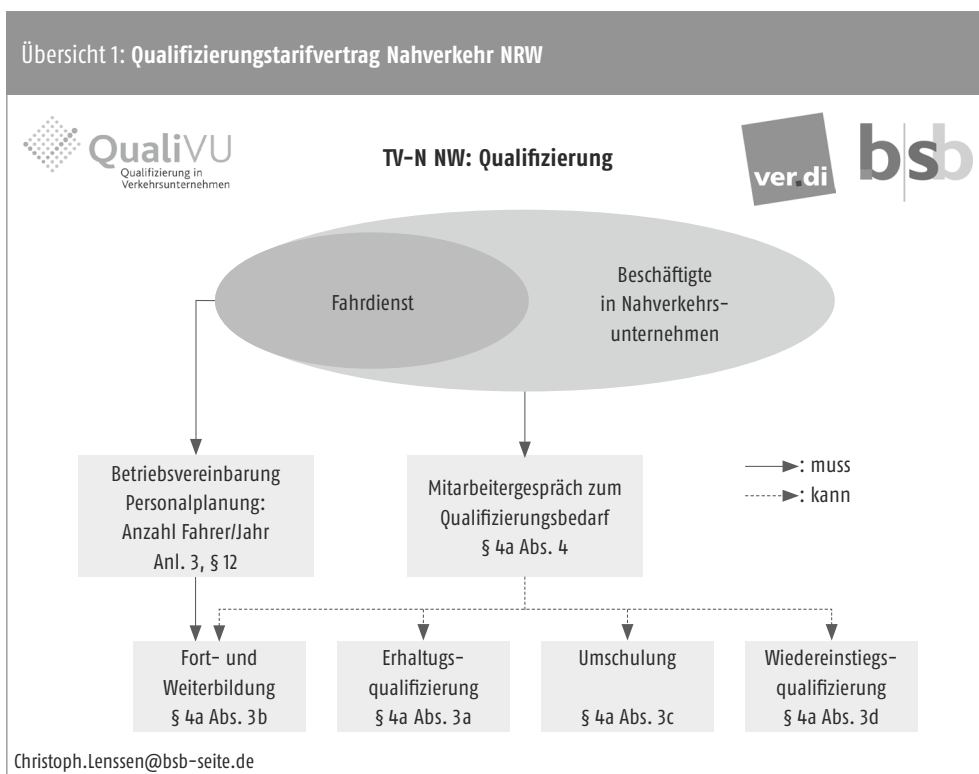 Übersicht 1: Qualifizierungstarifvertrag Nahverkehr NRW
QualiVU
Qualifizierung in
Verkehrsunternehmen
TV-N NW: Qualifizierung
ver.di
b|sb
Fahrdienst
Beschäftigte
in Nahverkehrs-
unternehmen
Betriebsvereinbarung
Personalplanung:
Anzahl Fahrer/Jahr
Anl. 3, § 12
Mitarbeitergespräch zum
Qualifizierungsbedarf
§ 4a Abs. 4
: muss
: kann
Fort- und
Weiterbildung
§ 4a Abs. 3b
Erhaltugs-
qualifizierung
§ 4a Abs. 3a
Umschulung
§ 4a Abs. 3c
Wiedereinstiegs-
qualifizierung
§ 4a Abs. 3d
Christoph.Lenssen@bsb-seite.de